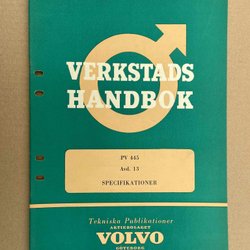 VERKSTADS
HANDBOK
PV 445
Avd. 13
SPECIFIKATIONER
Tekniska Publikationer
AKTIEBOLAGET
VOLVO
GÖTEBORG